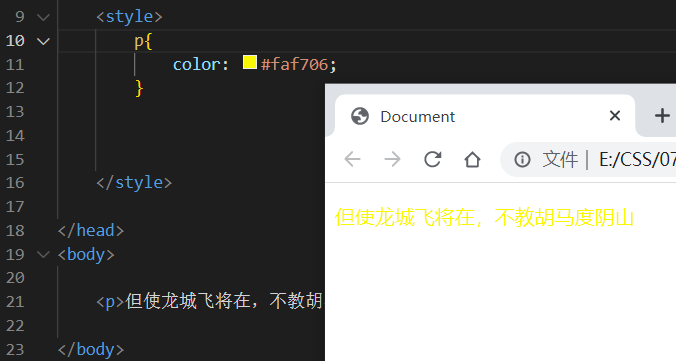 9 <style>
10 p{
11 color: #faf706;
12 }
13
14
15
16 </style>
17
18 </head>
19 <body>
20
21 <p>但使龙城飞将在，不教胡
22
23 </body>
Document
文件 | E:/CSS/07
但使龙城飞将在，不教胡马度阴山